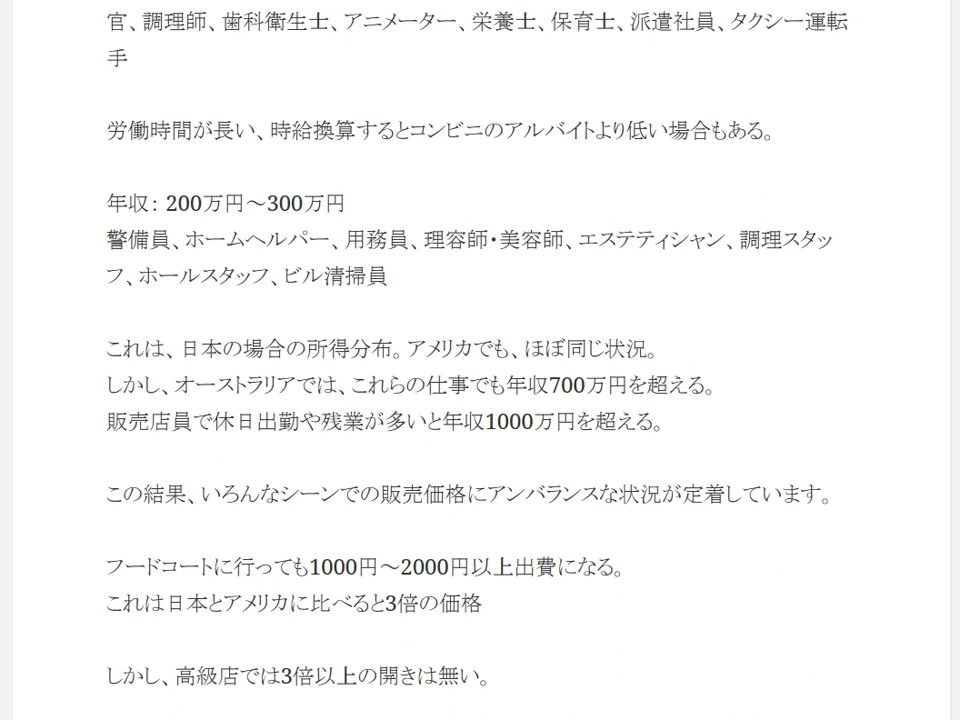 官、調理師、歯科衛生士、アニメーター、栄養士、保育士、派遣社員、タクシー運転
手
労働時間が長い、時給換算するとコンビニのアルバイトより低い場合もある。
年収: 200万円～300万円
警備員、ホームヘルパー、用務員、理容師・美容師、エステティシャン、調理スタッ
フ、ホールスタッフ、ビル清掃員
これは、日本の場合の所得分布。アメリカでも、ほぼ同じ状況。
しかし、オーストラリアでは、これらの仕事でも年収700万円を超える。
販売店員で休日出勤や残業が多いと年収1000万円を超える。
この結果、いろんなシーンでの販売価格にアンバランスな状況が定着しています。
フードコートに行っても1000円～2000円以上出費になる。
これは日本とアメリカに比べると3倍の価格
しかし、高級店では3倍以上の開きは無い。